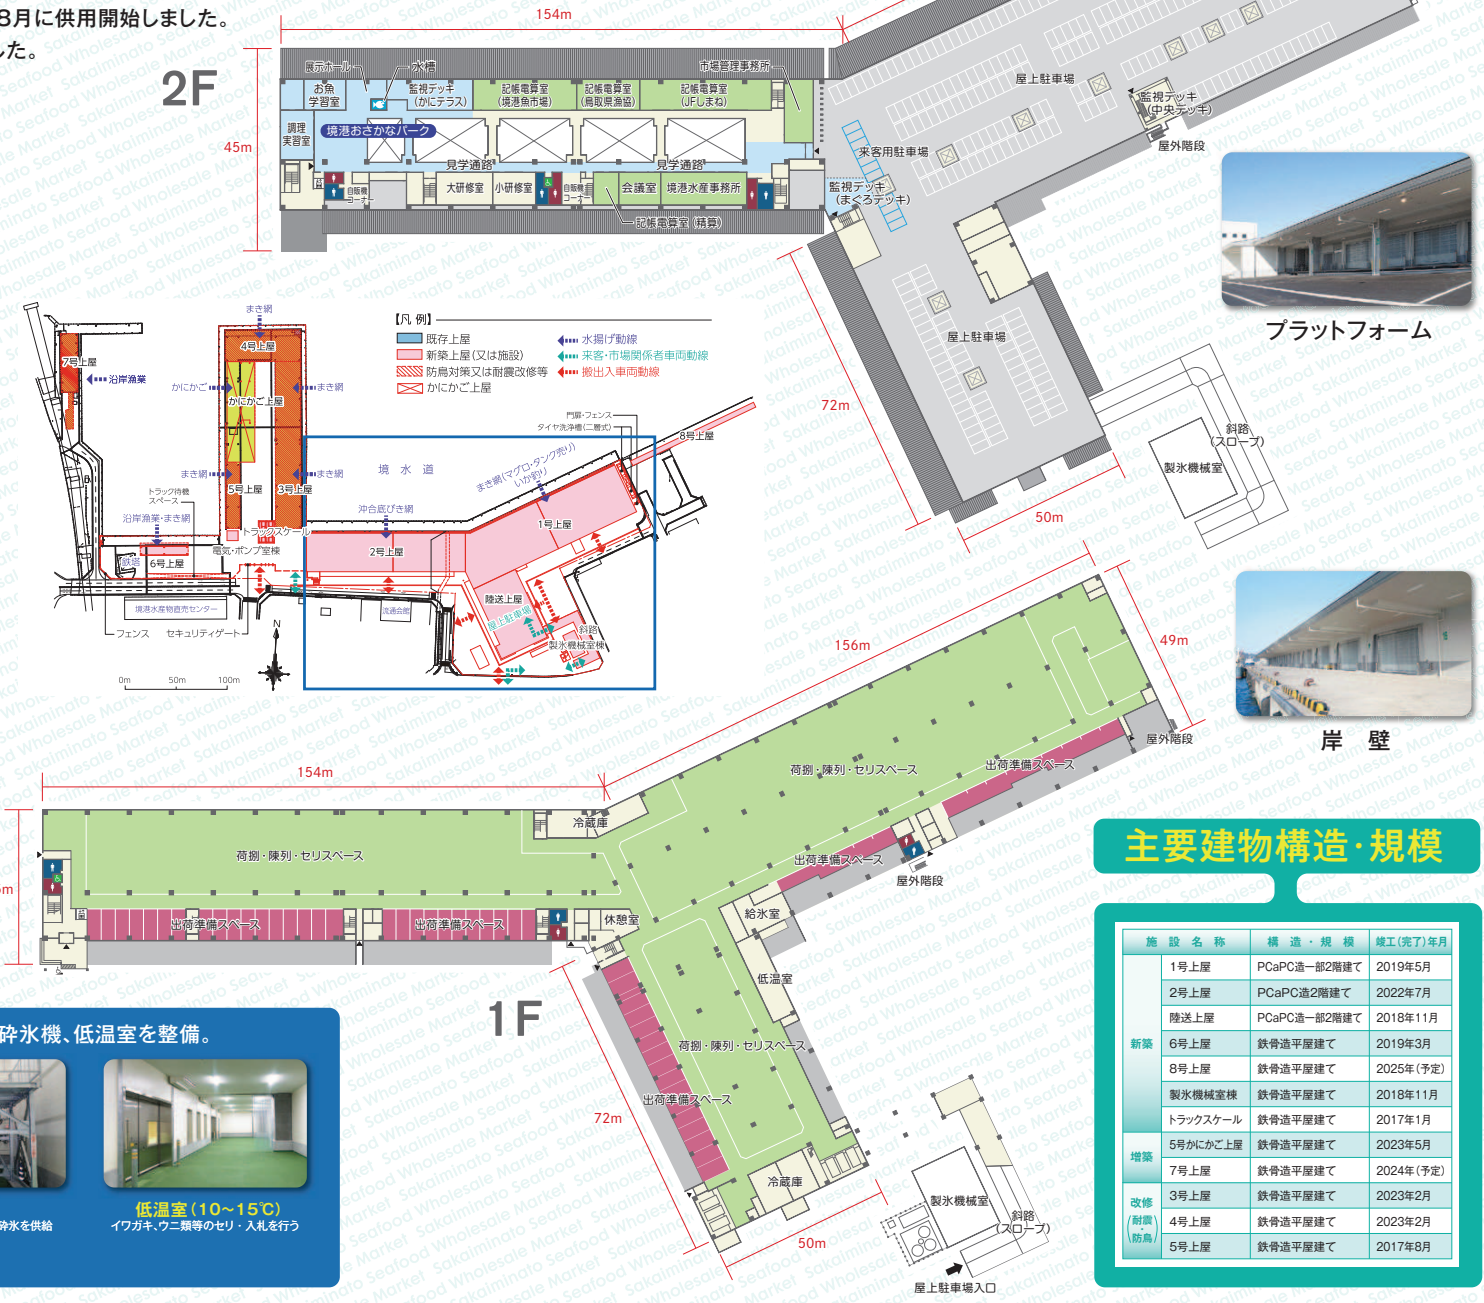 8月に供用開始しました。
した。
2F
154m
45m
展示ホール
水槽
お魚
学習室
監視デッキ
（かにテラス）
記帳電算室
（境港魚市場）
記帳電算室
（鳥取県漁協）
記帳電算室
（JFしまね）
市場管理事務所
調理
実習室
境港おさかなパーク
見学通路
見学通路
自販機
コーナー
大研修室
小研修室
自販機
コーナー
会議室
境港水産事務所
記帳電算室（精算）
屋上駐車場
監視デッキ
（中央デッキ）
屋外階段
来客用駐車場
監視デッキ
（まぐろデッキ）
屋上駐車場
72m
50m
斜路
（スロープ）
製氷機械室
プラットフォーム
【凡 例】
既存上屋
新築上屋（又は施設）
防鳥対策又は耐震改修等
かにかご上屋
水揚げ動線
来客・市場関係者車両動線
搬出入車両動線
まき網
4号上屋
7号上屋
沿岸漁業
かにかご
まき網
かにかご上屋
まき網
まき網
5号上屋
3号上屋
トラック待機
スペース
沿岸漁業・まき網
トラックスケール
電気・ポンプ室棟
鉄塔
6号上屋
境港水産物直売センター
フェンス
セキュリティゲート
N
0m
50m
100m
境 水 道
沖合底びき網
2号上屋
まき網（マグロ・タンク売り）
いか釣り
門扉・フェンス
タイヤ洗浄槽（二層式）
8号上屋
1号上屋
陸送上屋
屋上駐車場
流通会館
斜路
製氷機械室棟
156m
49m
岸 壁
154m
5m
荷捌・陳列・セリスペース
冷蔵庫
荷捌・陳列・セリスペース
出荷準備スペース
屋外階段
出荷準備スペース
屋外階段
出荷準備スペース
出荷準備スペース
休憩室
給氷室
低温室
1F
荷捌・陳列・セリスペース
出荷準備スペース
72m
冷蔵庫
50m
製氷機械室
斜路
（スロープ）
屋上駐車場入口
砕氷機、低温室を整備。
砕氷を供給
低温室（10～15℃）
イワガキ、ウニ類等のセリ・入札を行う
主要建物構造・規模
施 設 名 称 構 造 ・ 規 模 竣工（完了）年月
新築
1号上屋 PCaPC造一部2階建て 2019年5月
2号上屋 PCaPC造2階建て 2022年7月
陸送上屋 PCaPC造一部2階建て 2018年11月
6号上屋 鉄骨造平屋建て 2019年3月
8号上屋 鉄骨造平屋建て 2025年（予定）
製氷機械室棟 鉄骨造平屋建て 2018年11月
トラックスケール 鉄骨造平屋建て 2017年1月
増築
5号かにかご上屋 鉄骨造平屋建て 2023年5月
7号上屋 鉄骨造平屋建て 2024年（予定）
改修
（耐震・防鳥）
3号上屋 鉄骨造平屋建て 2023年2月
4号上屋 鉄骨造平屋建て 2023年2月
5号上屋 鉄骨造平屋建て 2017年8月
Sakaiminato Seafood Wholesale Market